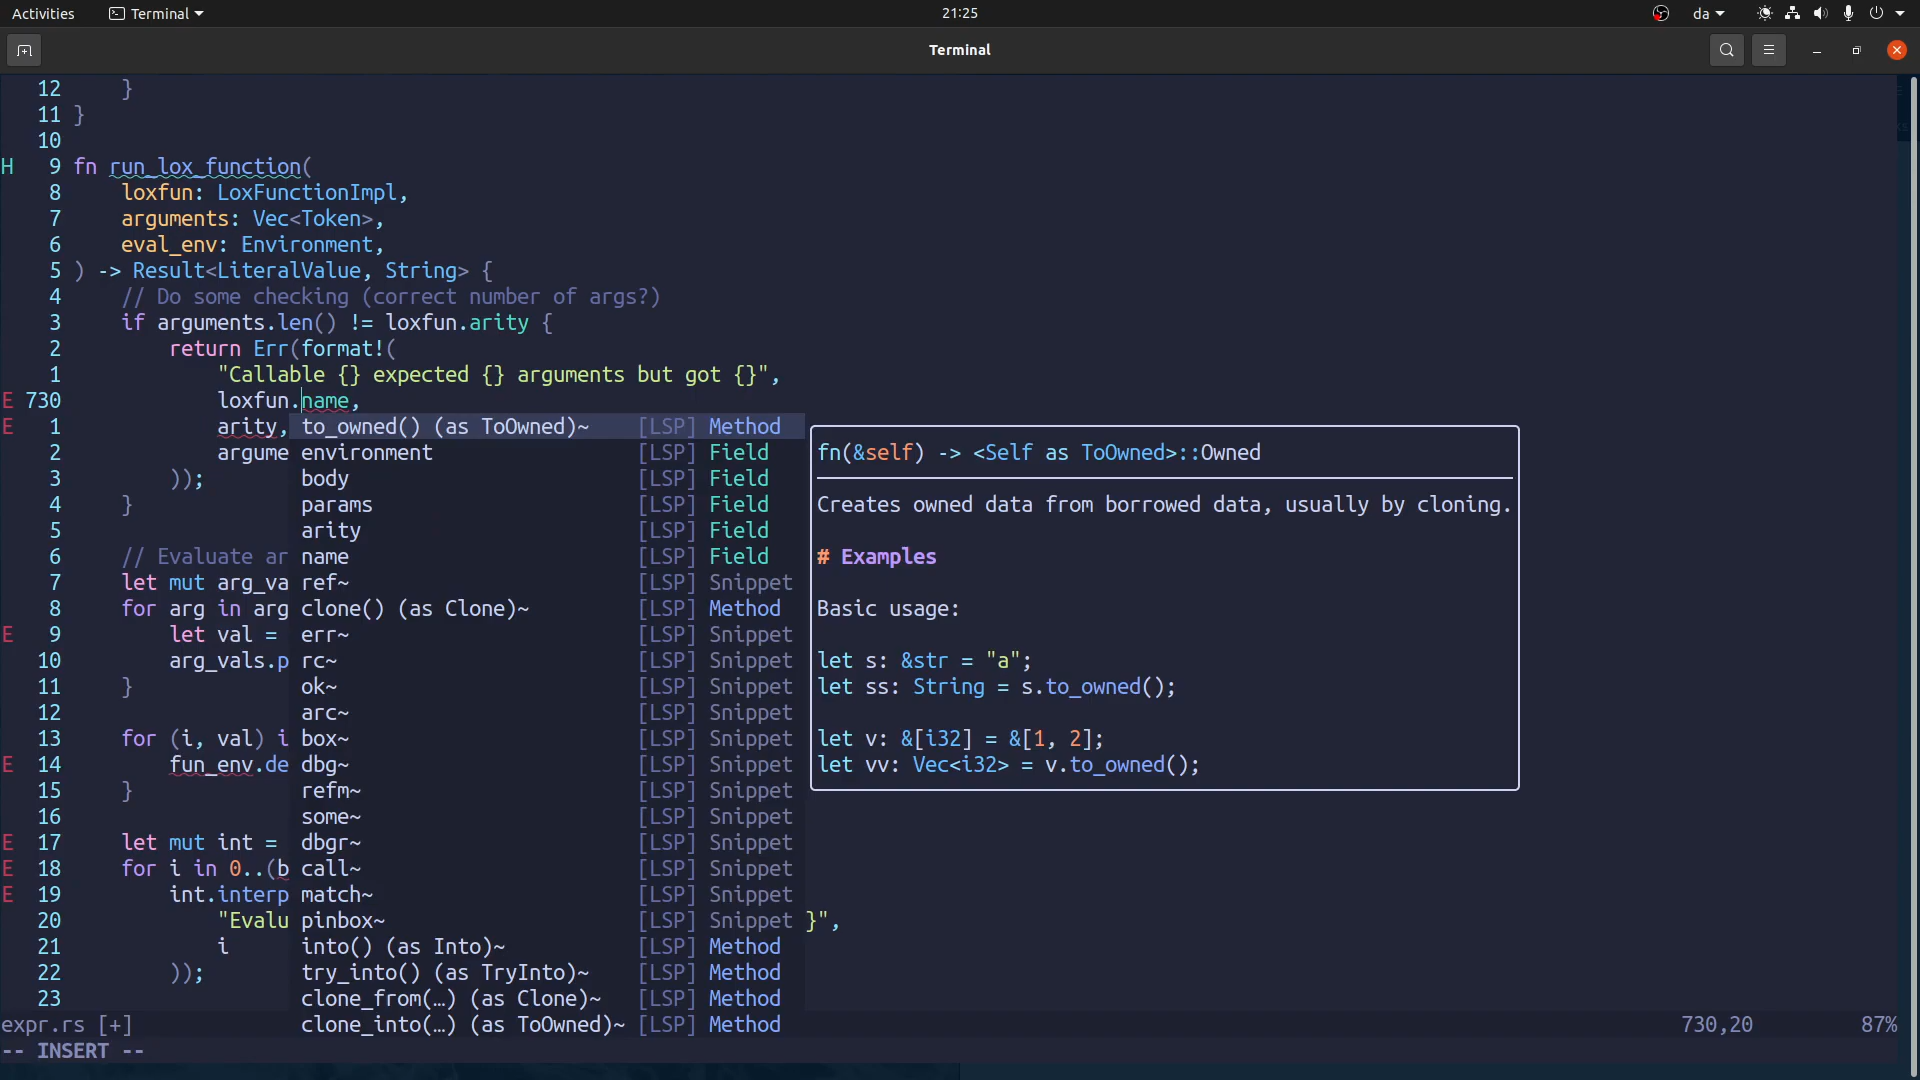 Activities
Terminal
21:25
da
Terminal
12 }
11 }
10
H 9 fn run_lox_function(
8 loxfun: LoxFunctionImpl,
7 arguments: Vec<Token>,
6 eval_env: Environment,
5 ) -> Result<LiteralValue, String> {
4 // Do some checking (correct number of args?)
3 if arguments.len() != loxfun.arity {
2 return Err(format!(
1 "Callable {} expected {} arguments but got {}",
E 730 loxfun.name,
E 1 arity,
2 argume
3 ));
4 }
5
6 // Evaluate ar
7 let mut arg_va
8 for arg in arg
E 9 let val =
10 arg_vals.p
11 }
12
13 for (i, val) i
E 14 fun_env.de
15 }
16
E 17 let mut int =
E 18 for i in 0..(b
E 19 int.interp
20 "Evalu }",
21 i
22 ));
23
to_owned() (as ToOwned)~ [LSP] Method
environment [LSP] Field
body [LSP] Field
params [LSP] Field
arity [LSP] Field
name [LSP] Field
ref~ [LSP] Snippet
clone() (as Clone)~ [LSP] Method
err~ [LSP] Snippet
rc~ [LSP] Snippet
ok~ [LSP] Snippet
arc~ [LSP] Snippet
box~ [LSP] Snippet
dbg~ [LSP] Snippet
refm~ [LSP] Snippet
some~ [LSP] Snippet
dbgr~ [LSP] Snippet
call~ [LSP] Snippet
match~ [LSP] Snippet
pinbox~ [LSP] Snippet
into() (as Into)~ [LSP] Method
try_into() (as TryInto)~ [LSP] Method
clone_from(…) (as Clone)~ [LSP] Method
clone_into(…) (as ToOwned)~ [LSP] Method
fn(&self) -> <Self as ToOwned>::Owned
Creates owned data from borrowed data, usually by cloning.
# Examples
Basic usage:
let s: &str = "a";
let ss: String = s.to_owned();
let v: &[i32] = &[1, 2];
let vv: Vec<i32> = v.to_owned();
expr.rs [+] 730,20 87%
-- INSERT --